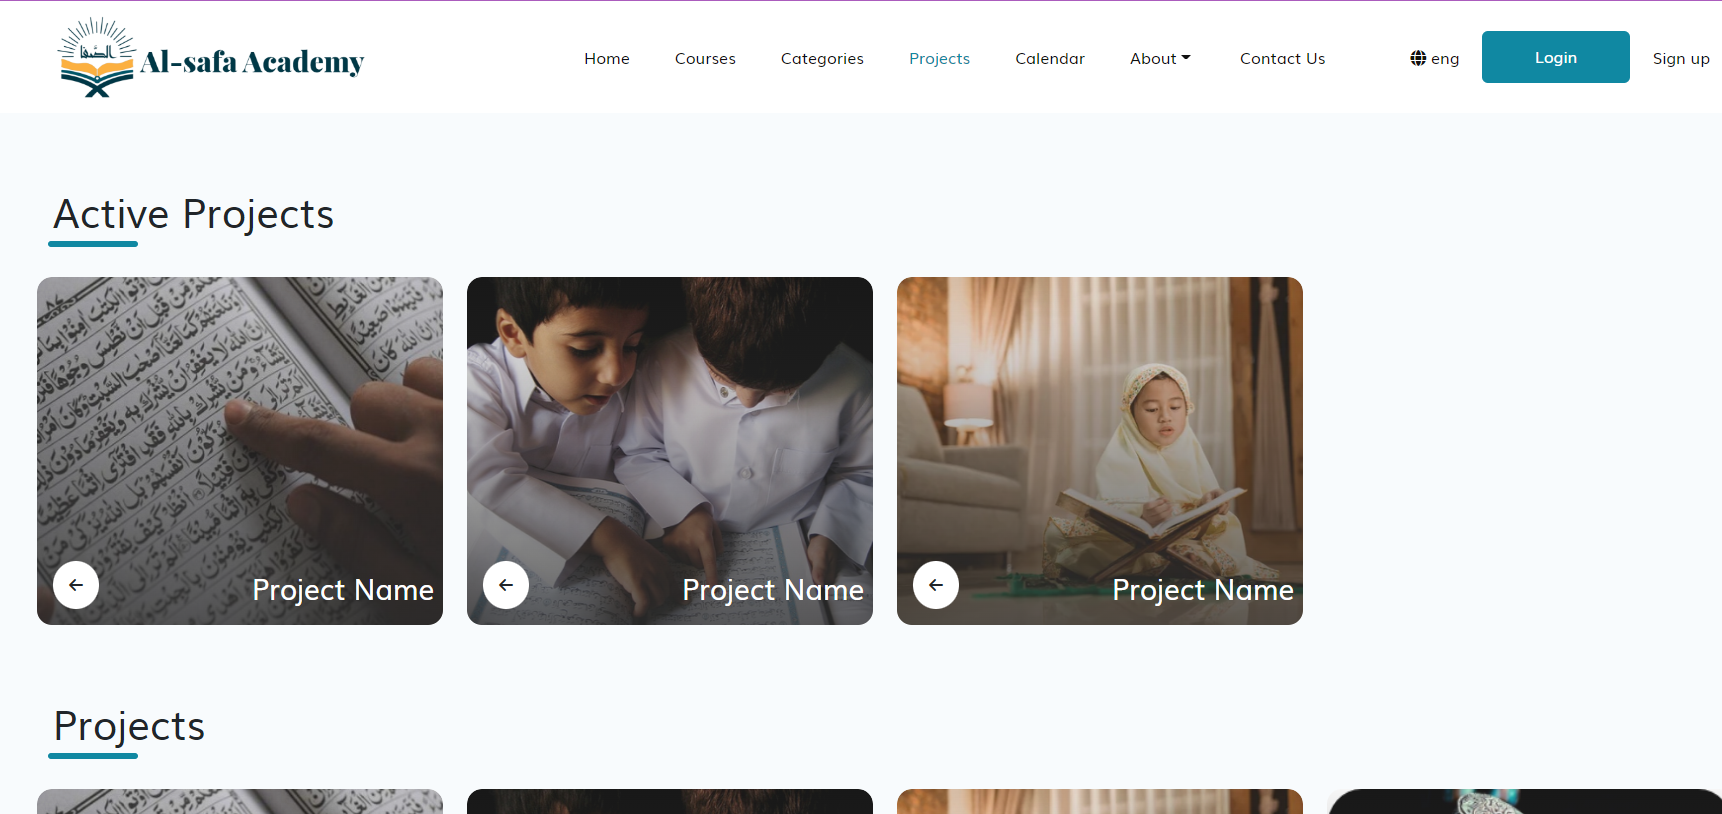 الصفا
Al-safa Academy
Home
Courses
Categories
Projects
Calendar
About
Contact Us
eng
Login
Sign up
Active Projects
Project Name
Project Name
Project Name
Projects